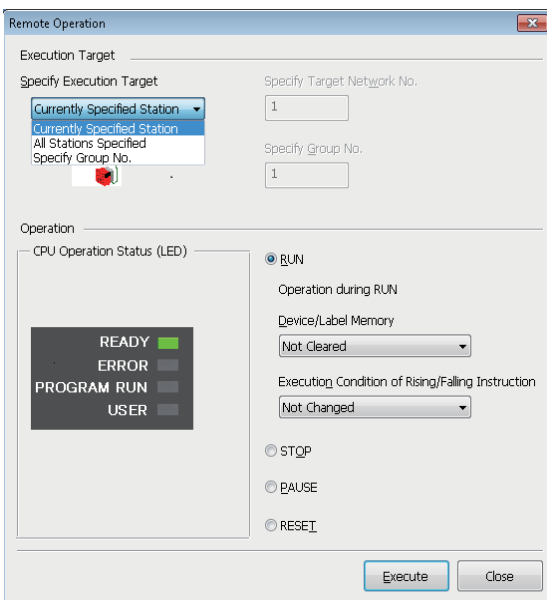 Remote Operation
Execution Target
Specify Execution Target
Specify Target Network No.
Currently Specified Station
1
Currently Specified Station
All Stations Specified
Specify Group No.
Specify Group No.
1
Operation
CPU Operation Status (LED)
RUN
Operation during RUN
Device/Label Memory
READY
Not Cleared
ERROR
PROGRAM RUN
Execution Condition of Rising/Falling Instruction
USER
Not Changed
STOP
PAUSE
RESET
Execute
Close